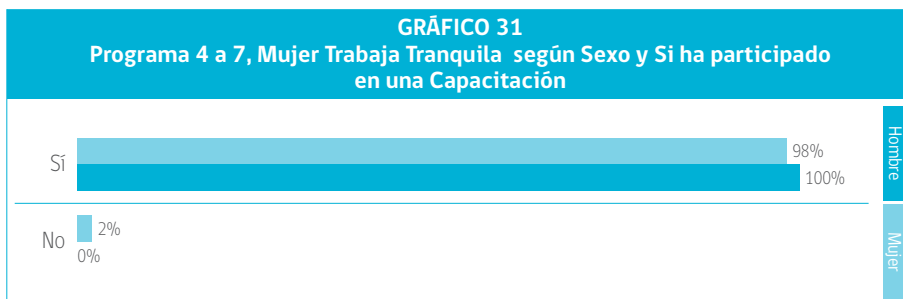 GRÁFICO 31
Programa 4 a 7, Mujer Trabaja Tranquila según Sexo y Si ha participado
en una Capacitación
Sí
98%
100%
No
2%
0%
Hombre
Mujer